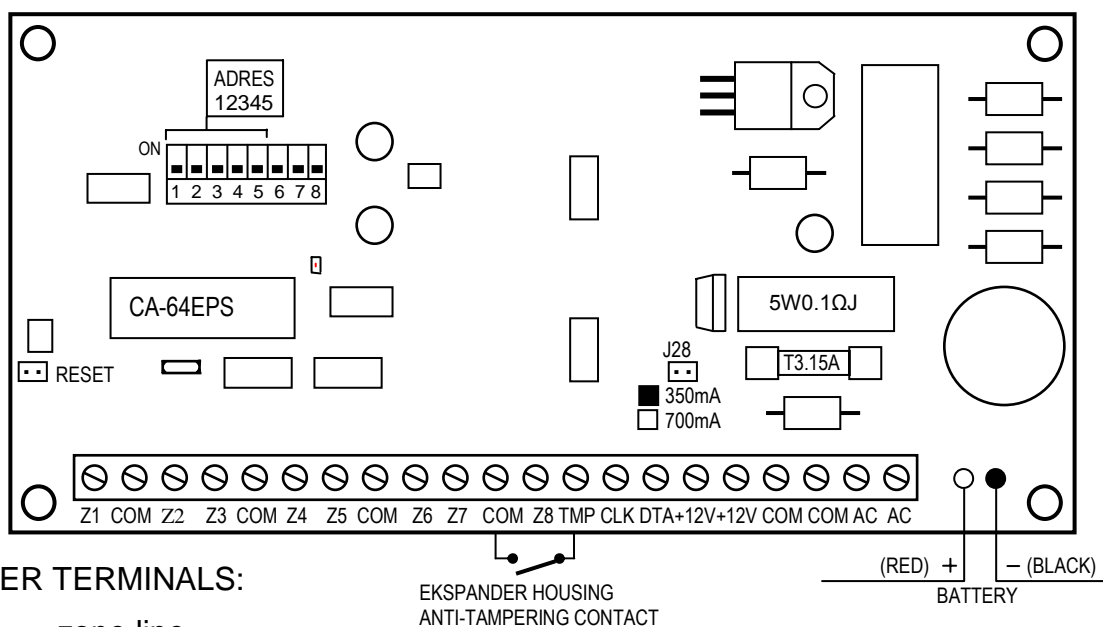 ADRES
12345
ON
1 2 3 4 5 6 7 8
CA-64EPS
5W0.1ΩJ
J28
T3.15A
RESET
350mA
700mA
Z1 COM Z2 Z3 COM Z4 Z5 COM Z6 Z7 COM Z8 TMP CLK DTA+12V+12V COM COM AC AC
(RED) + – (BLACK)
BATTERY
ER TERMINALS:
EKSPANDER HOUSING
ANTI-TAMPERING CONTACT